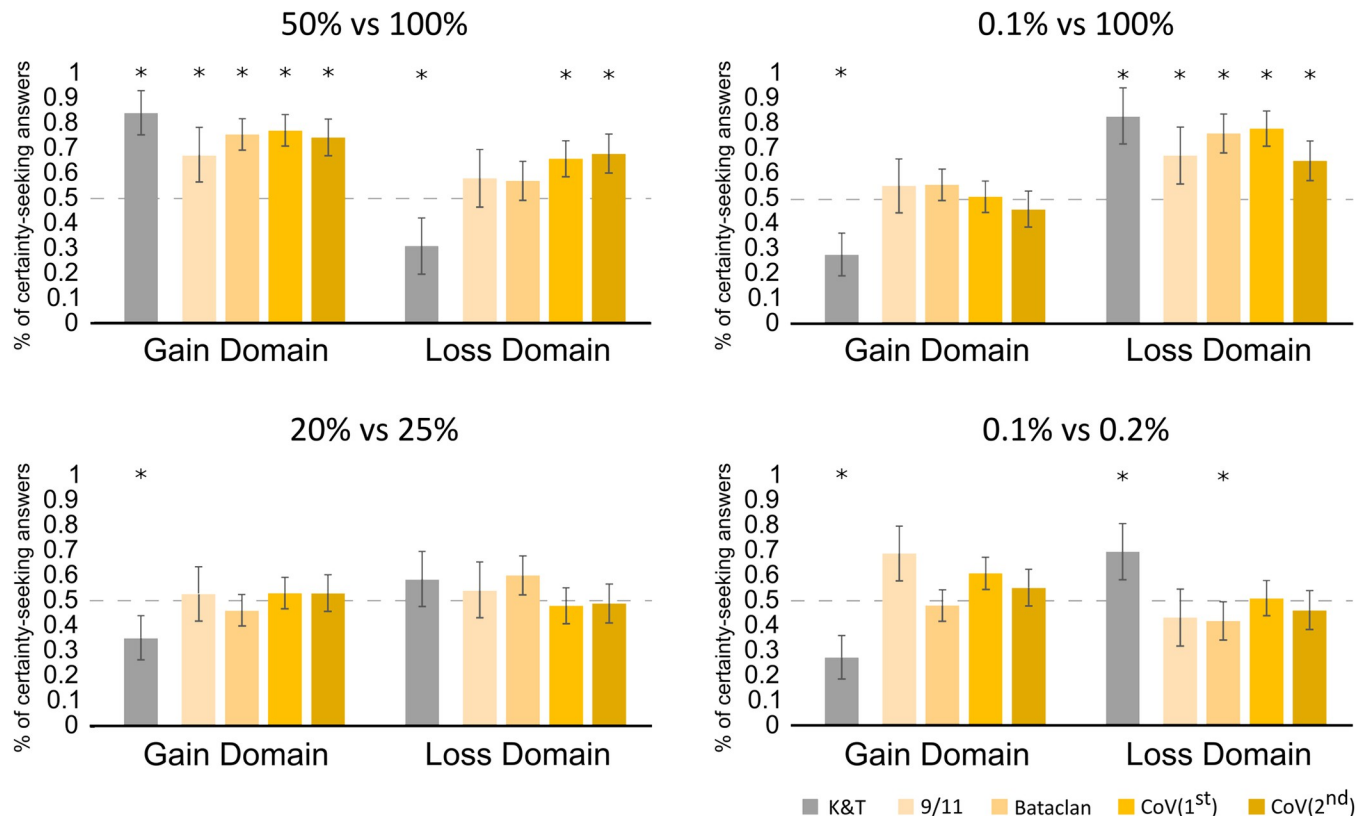 50% vs 100%
% of certainty-seeking answers
1
0.9
0.8
0.7
0.6
0.5
0.4
0.3
0.2
0.1
0
* * * * * * * *
Gain Domain Loss Domain
0.1% vs 100%
% of certainty-seeking answers
1
0.9
0.8
0.7
0.6
0.5
0.4
0.3
0.2
0.1
0
* * * * * *
Gain Domain Loss Domain
20% vs 25%
% of certainty-seeking answers
1
0.9
0.8
0.7
0.6
0.5
0.4
0.3
0.2
0.1
0
*
Gain Domain Loss Domain
0.1% vs 0.2%
% of certainty-seeking answers
1
0.9
0.8
0.7
0.6
0.5
0.4
0.3
0.2
0.1
0
* * *
Gain Domain Loss Domain
K&T 9/11 Bataclan CoV(1st) CoV(2nd)